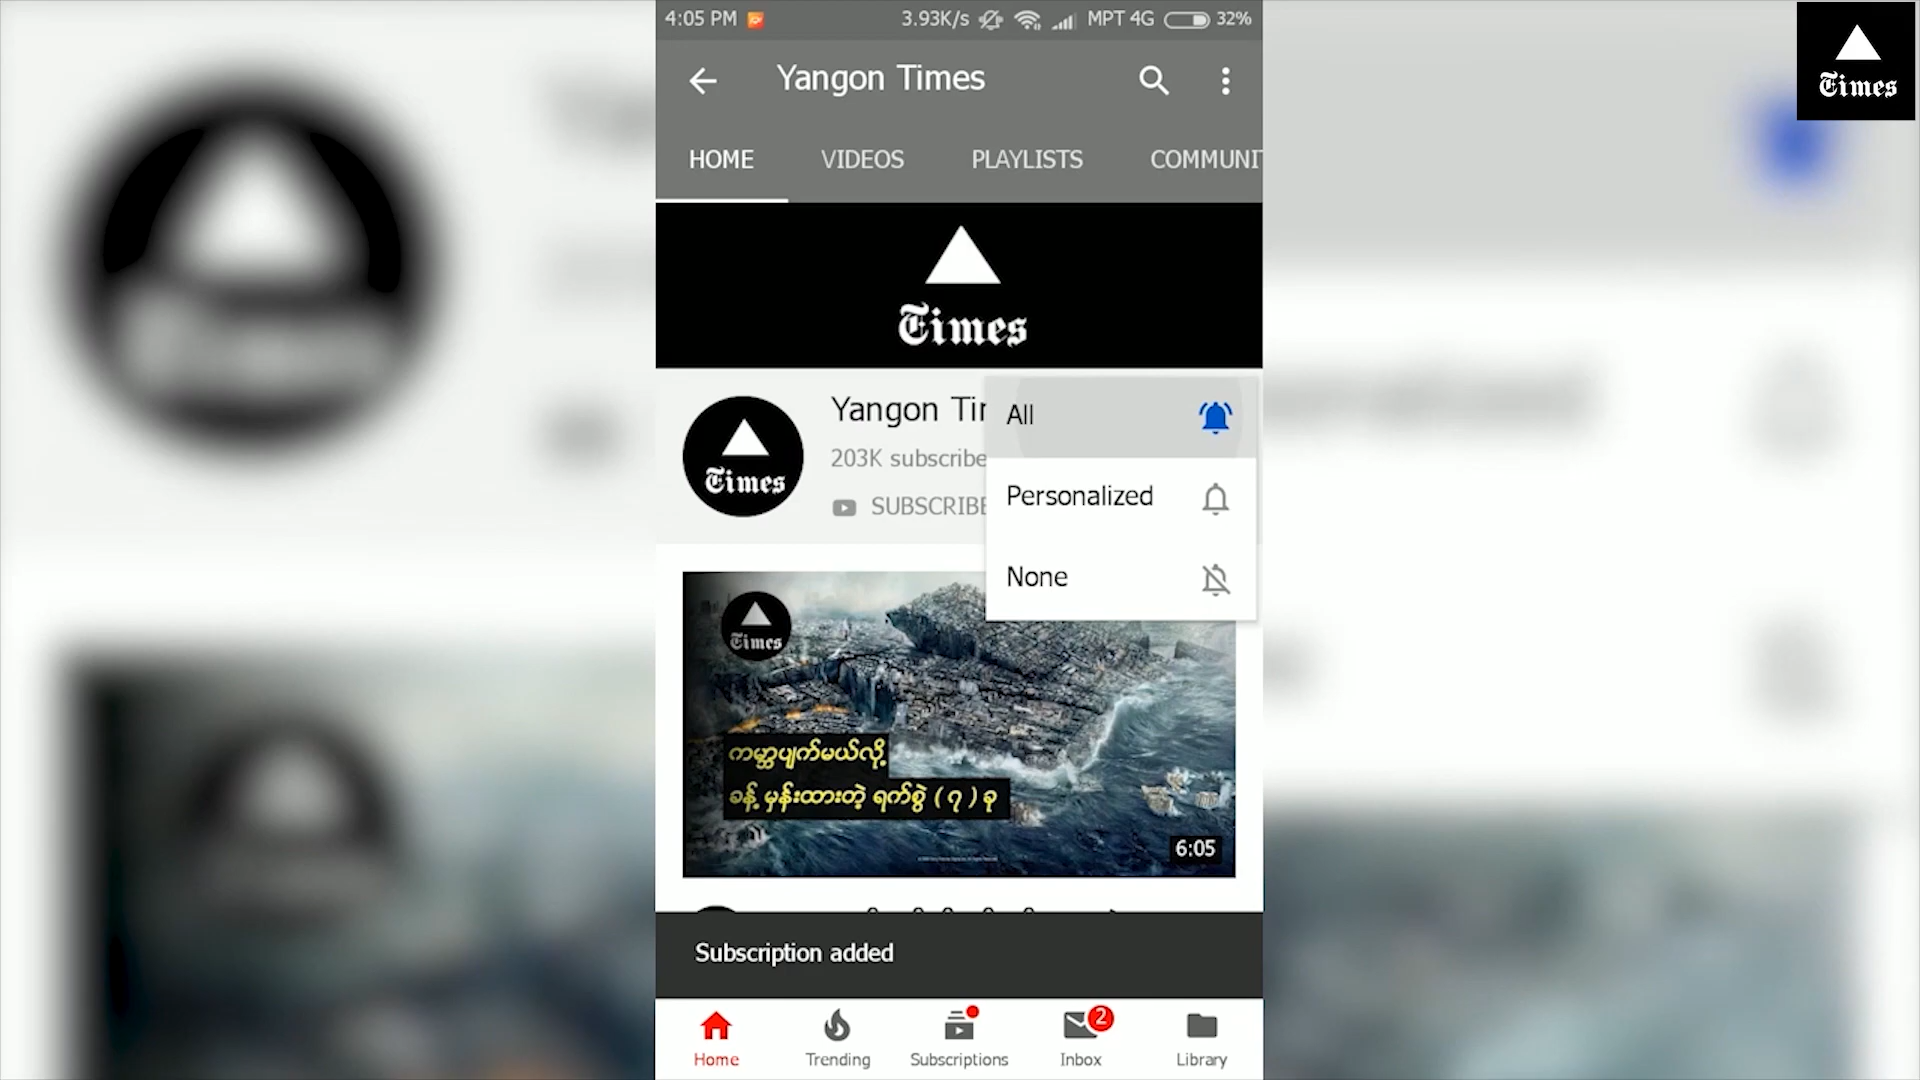 4:05 PM 3.93K/s MPT 4G 32%
Times
Yangon Times
HOME VIDEOS PLAYLISTS COMMUNIT
Times
Yangon Tir
203K subscribe
SUBSCRIBE
Times
All
Personalized
None
Times
ကမ္ဘာပျက်မယ်လို့
ခန့် မှန်းထားတဲ့ ရက်စွဲ ( ၇ ) ခု
6:05
Subscription added
2
Home Trending Subscriptions Inbox Library